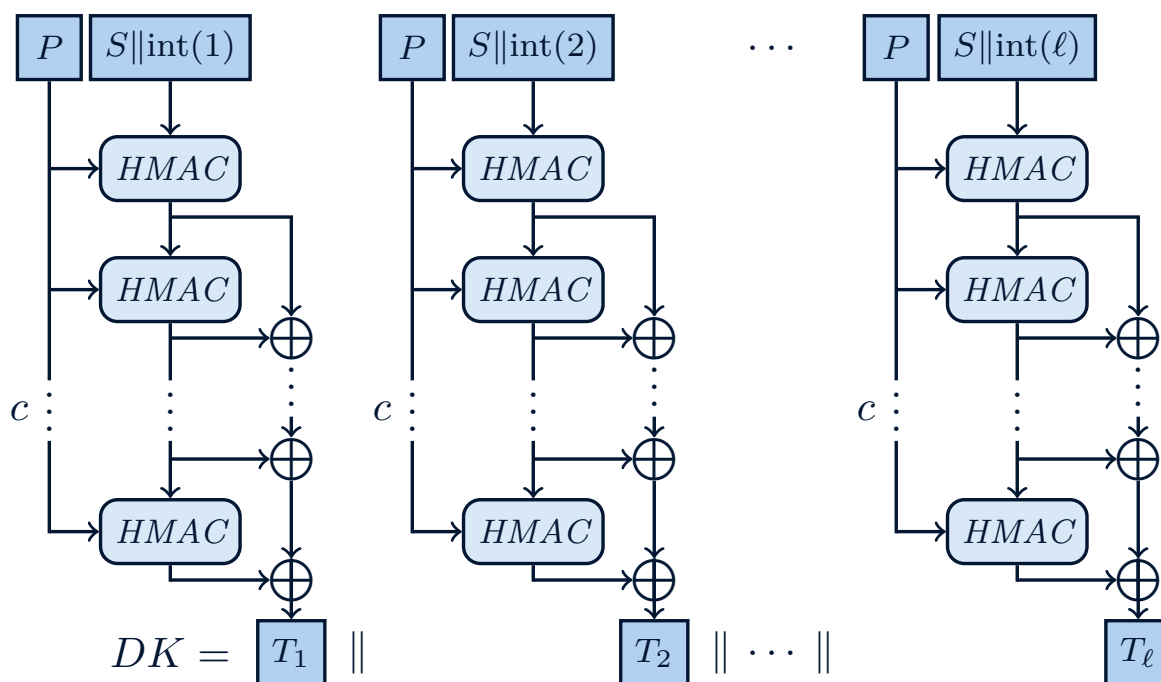 P S∥int(1) P S∥int(2) ⋯ P S∥int(ℓ)
HMAC HMAC HMAC
HMAC HMAC HMAC
c ⋮ ⋮ ⋮ c ⋮ ⋮ ⋮ c ⋮ ⋮ ⋮
HMAC HMAC HMAC
DK = T₁ ∥ T₂ ∥ ⋯ ∥ Tℓ